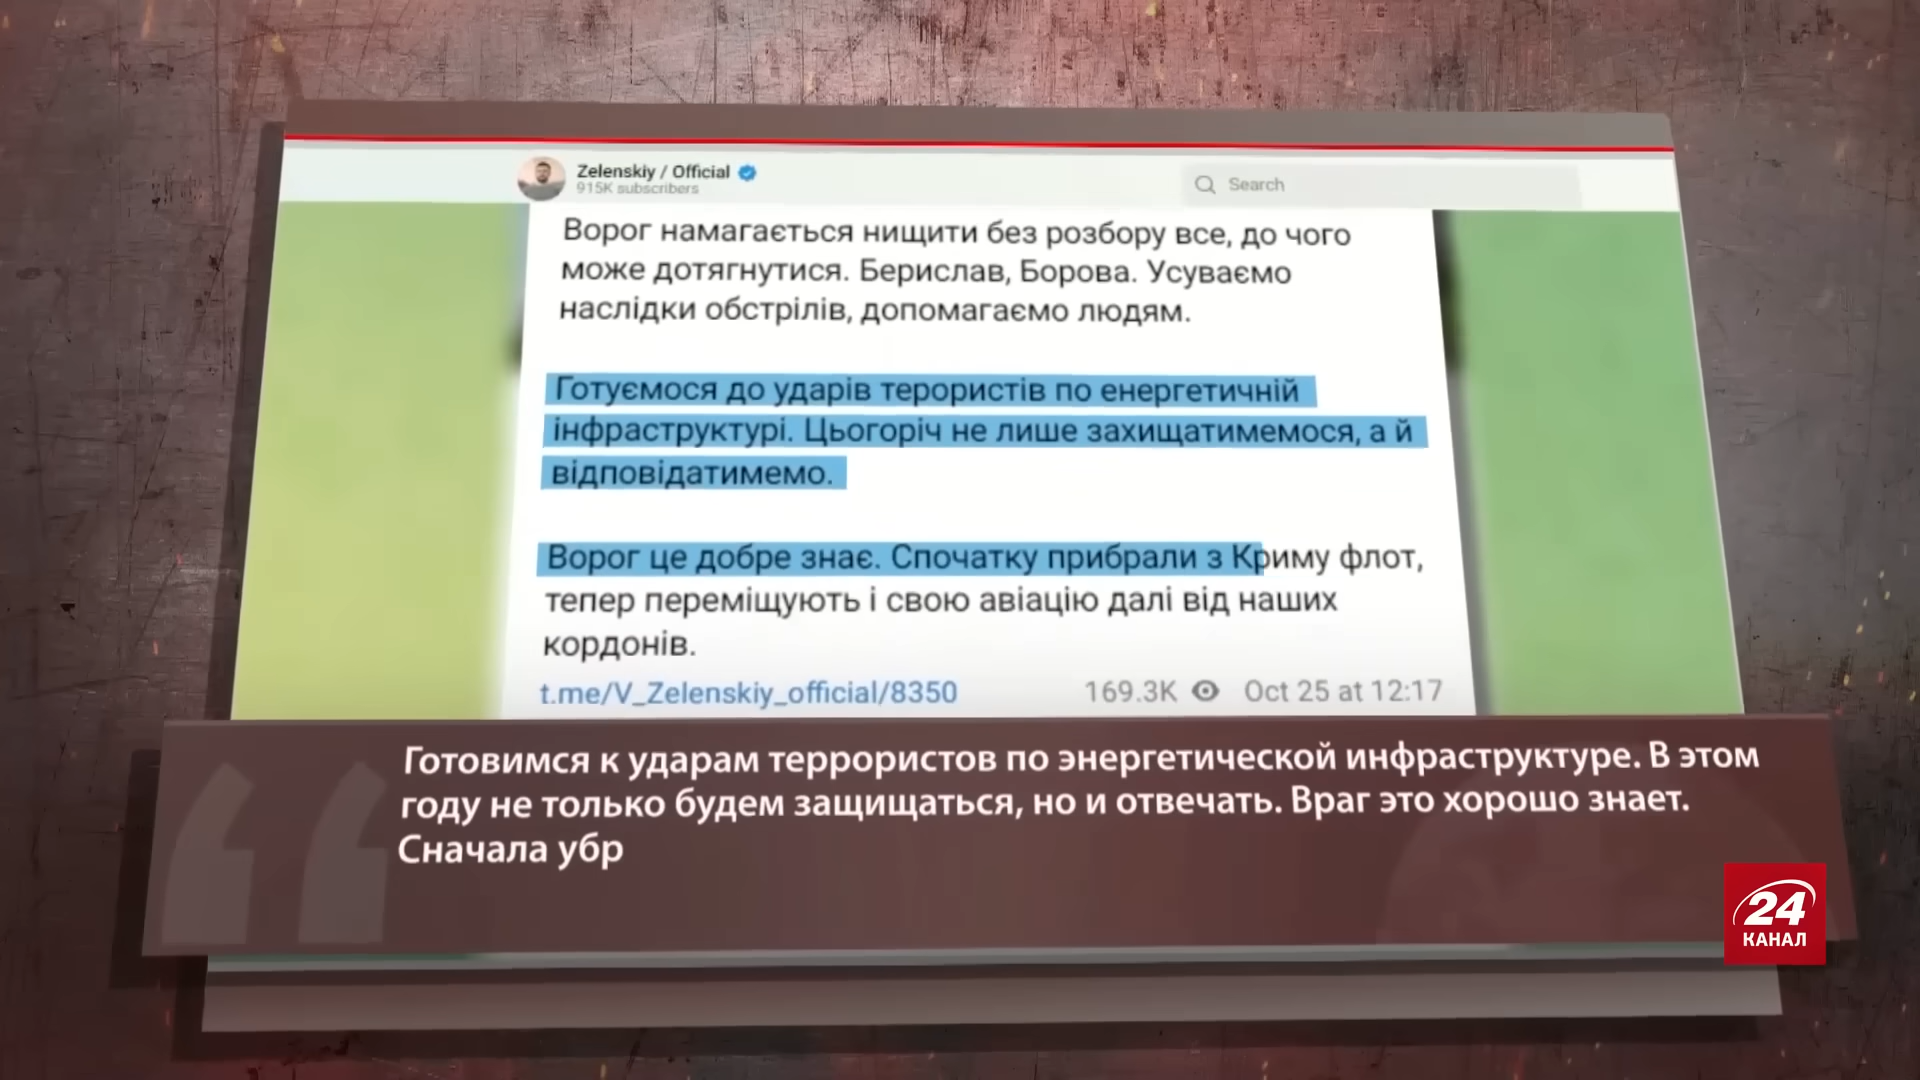 Zelenskiy / Official
915K subscribers
Search
Ворог намагається нищити без розбору все, до чого
може дотягнутися. Берислав, Борова. Усуваємо
наслідки обстрілів, допомагаємо людям.
Готуємося до ударів терористів по енергетичній
інфраструктурі. Цьогоріч не лише захищатимемося, а й
відповідатимемо.
Ворог це добре знає. Спочатку прибрали з Криму флот,
тепер переміщують і свою авіацію далі від наших
кордонів.
t.me/V_Zelenskiy_official/8350
169.3K Oct 25 at 12:17
Готовимся к ударам террористов по энергетической инфраструктуре. В этом
году не только будем защищаться, но и отвечать. Враг это хорошо знает.
Сначала убр
24
КАНАЛ